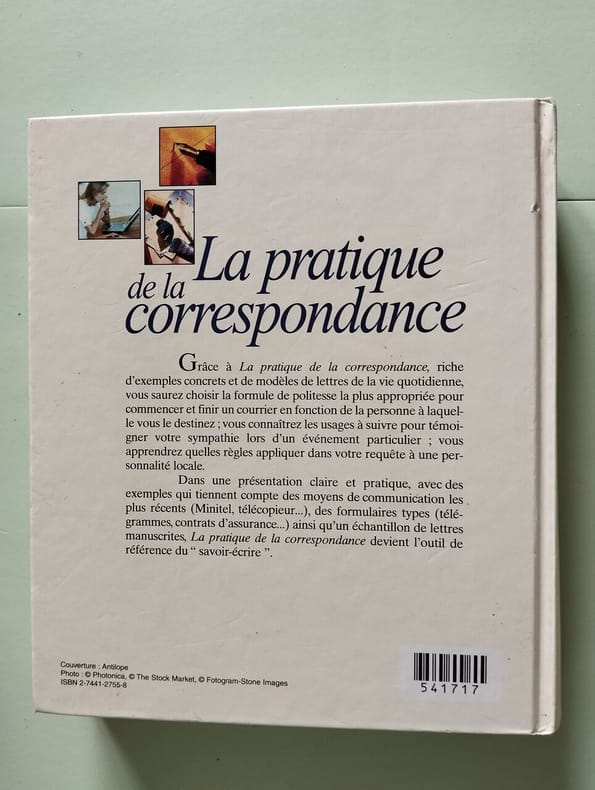 La pratique
de la
correspondance
Grâce à La pratique de la correspondance, riche
d'exemples concrets et de modèles de lettres de la vie quotidienne,
vous saurez choisir la formule de politesse la plus appropriée pour
commencer et finir un courrier en fonction de la personne à laquel-
le vous le destinez ; vous connaîtrez les usages à suivre pour témoi-
gner votre sympathie lors d'un événement particulier ; vous
apprendrez quelles règles appliquer dans votre requête à une per-
sonnalité locale.
Dans une présentation claire et pratique, avec des
exemples qui tiennent compte des moyens de communication les
plus récents (Minitel, télécopieur...), des formulaires types (télé-
grammes, contrats d'assurance...) ainsi qu'un échantillon de lettres
manuscrites, La pratique de la correspondance devient l'outil de
référence du “ savoir-écrire ”.
Couverture : Antilope
Photo : © Photonica, © The Stock Market, © Fotogram-Stone Images
ISBN 2-7441-2755-8
541717